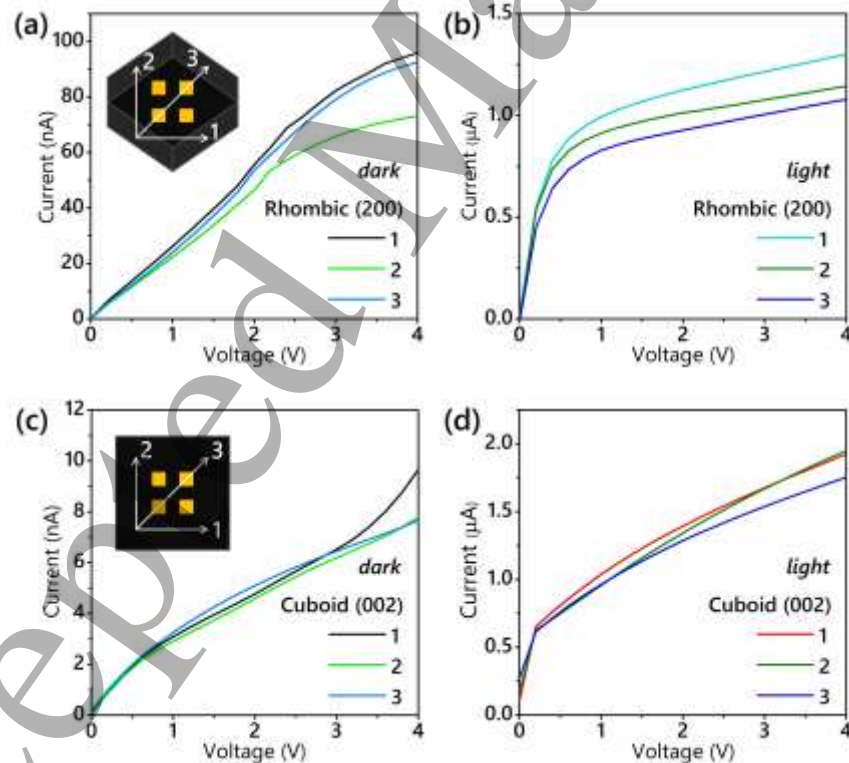 (a)
100
80
60
40
20
0
Current (nA)
2
3
1
dark
Rhombic (200)
1
2
3
0 1 2 3 4
Voltage (V)
(b)
1.5
1.0
0.5
0.0
Current (μA)
light
Rhombic (200)
1
2
3
0 1 2 3 4
Voltage (V)
(c)
12
10
8
6
4
2
0
Current (nA)
2
3
1
dark
Cuboid (002)
1
2
3
0 1 2 3 4
Voltage (V)
(d)
2.0
1.5
1.0
0.5
0.0
Current (μA)
light
Cuboid (002)
1
2
3
0 1 2 3 4
Voltage (V)